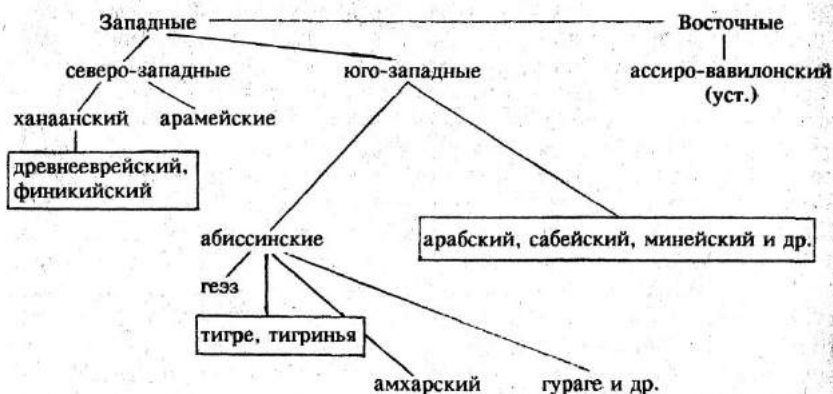 Западные Восточные
северо-западные юго-западные ассиро-вавилонский
(уст.)
ханаанский арамейские
древнееврейский,
финикийский
абиссинские арабский, сабейский, минейский и др.
геэз
тигре, тигринья
амхарский гураге и др.